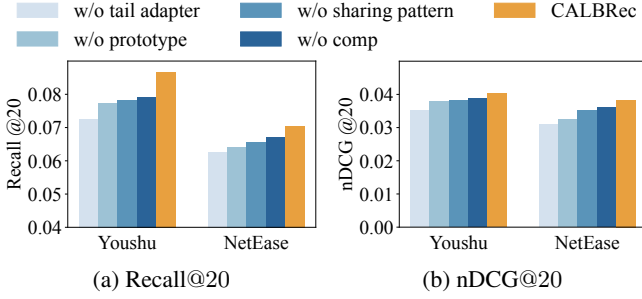 w/o tail adapter w/o sharing pattern CALBRec
w/o prototype w/o comp
Recall @20
0.08
0.07
0.06
0.05
0.04
Youshu NetEase
(a) Recall@20
nDCG @20
0.04
0.03
0.02
0.01
0.00
Youshu NetEase
(b) nDCG@20